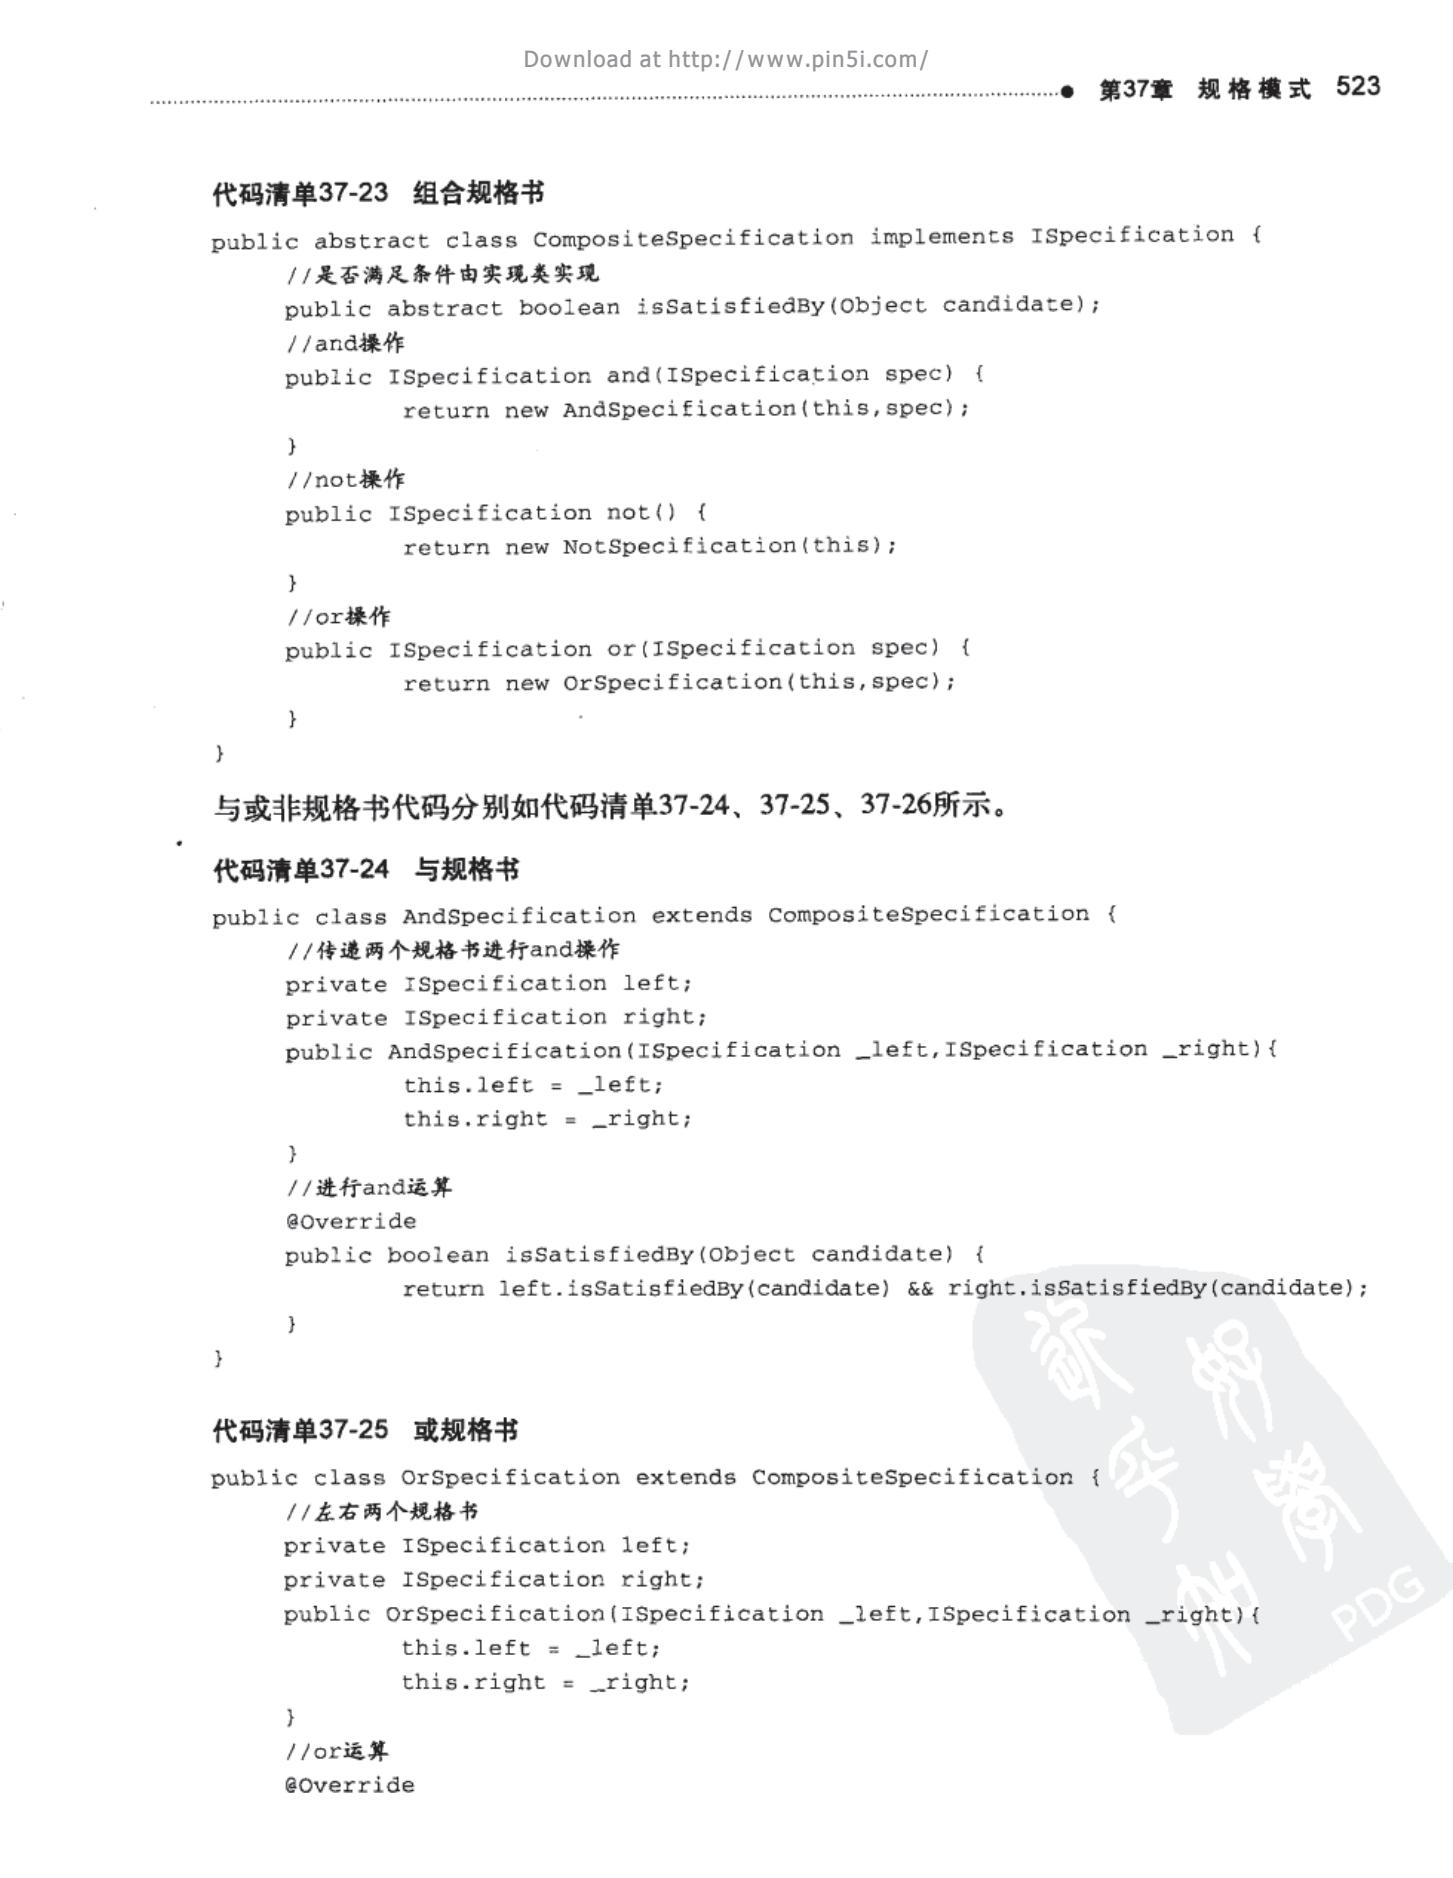 Download at http://www.pin5i.com/
第37章 规格模式 523
代码清单37-23 组合规格书
public abstract class CompositeSpecification implements ISpecification {
//是否满足条件由实现类实现
public abstract boolean isSatisfiedBy(Object candidate);
//and操作
public ISpecification and(ISpecification spec) {
return new AndSpecification(this,spec);
}
//not操作
public ISpecification not() {
return new NotSpecification(this);
}
//or操作
public ISpecification or(ISpecification spec) {
return new OrSpecification(this,spec);
}
}
与或非规格书代码分别如代码清单37-24、37-25、37-26所示。
代码清单37-24 与规格书
public class AndSpecification extends CompositeSpecification {
//传递两个规格书进行and操作
private ISpecification left;
private ISpecification right;
public AndSpecification(ISpecification _left,ISpecification _right){
this.left = _left;
this.right = _right;
}
//进行and运算
@Override
public boolean isSatisfiedBy(Object candidate) {
return left.isSatisfiedBy(candidate) && right.isSatisfiedBy(candidate);
}
}
代码清单37-25 或规格书
public class OrSpecification extends CompositeSpecification {
//左右两个规格书
private ISpecification left;
private ISpecification right;
public OrSpecification(ISpecification _left,ISpecification _right){
this.left = _left;
this.right = _right;
}
//or运算
@Override
PDG